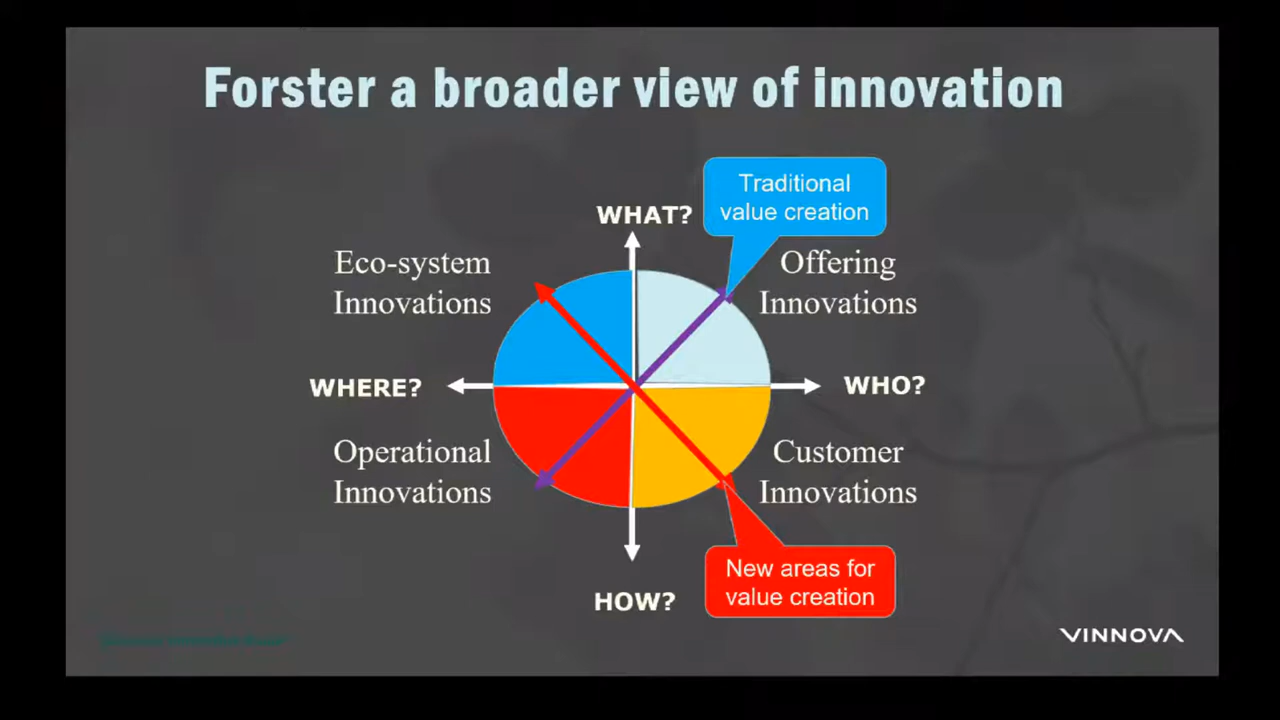 Forster a broader view of innovation
Traditional
value creation
WHAT?
Eco-system
Innovations
Offering
Innovations
WHERE?
WHO?
Operational
Innovations
Customer
Innovations
New areas for
value creation
HOW?
VINNOVA